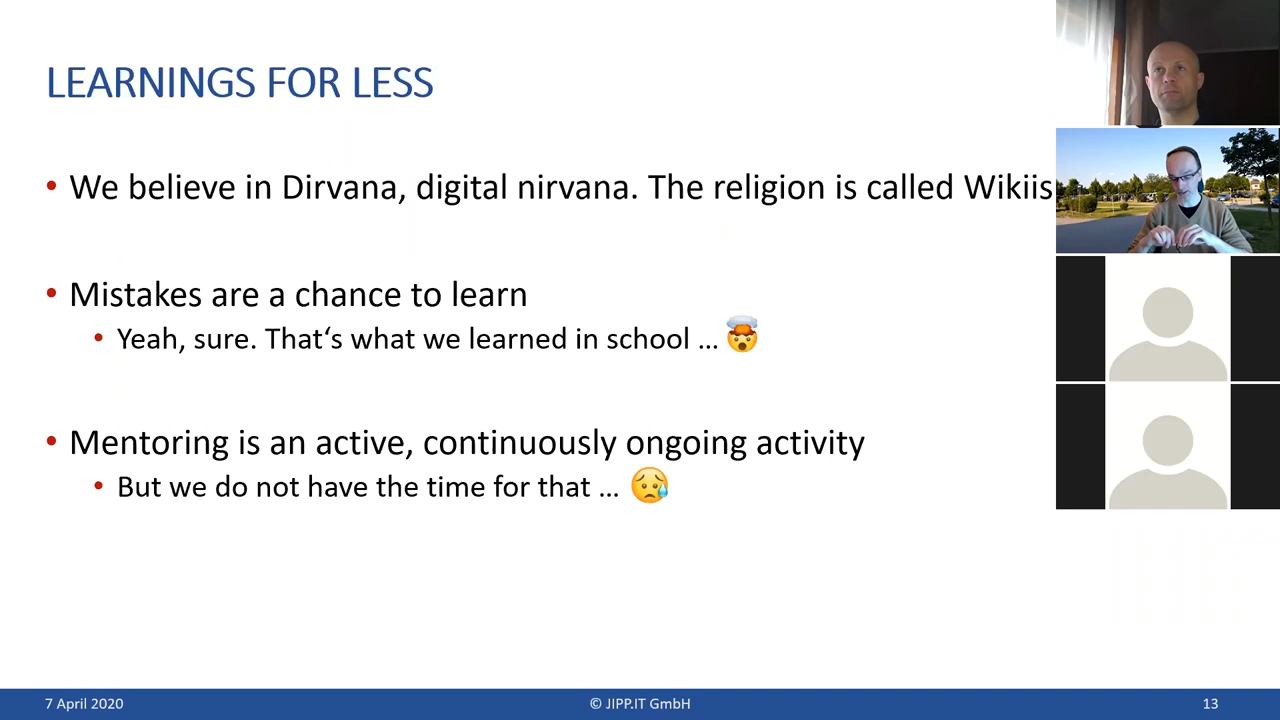 LEARNINGS FOR LESS
• We believe in Dirvana, digital nirvana. The religion is called Wikiis
• Mistakes are a chance to learn
• Yeah, sure. That‘s what we learned in school … 🤯
• Mentoring is an active, continuously ongoing activity
• But we do not have the time for that … 😥
7 April 2020 © JIPP.IT GmbH 13